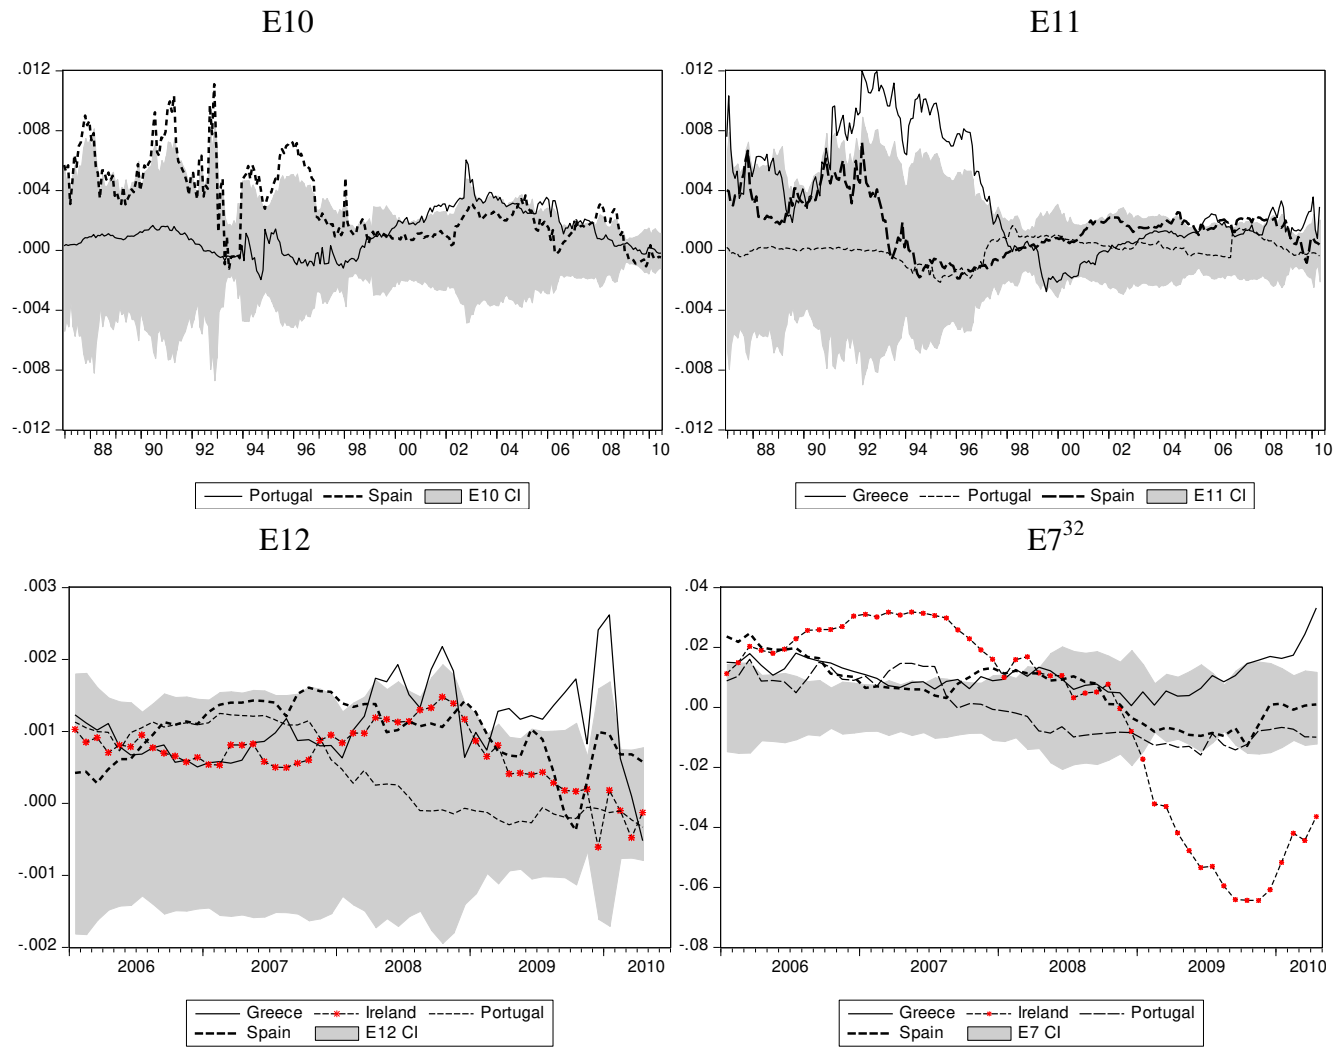 E10
.012
.008
.004
.000
-.004
-.008
-.012
88 90 92 94 96 98 00 02 04 06 08 10
Portugal Spain E10 CI
E11
.012
.008
.004
.000
-.004
-.008
-.012
88 90 92 94 96 98 00 02 04 06 08 10
Greece Portugal Spain E11 CI
E12
.003
.002
.001
.000
-.001
-.002
2006 2007 2008 2009 2010
Greece Ireland Portugal
Spain E12 CI
E7³²
.04
.02
.00
-.02
-.04
-.06
-.08
2006 2007 2008 2009 2010
Greece Ireland Portugal
Spain E7 CI